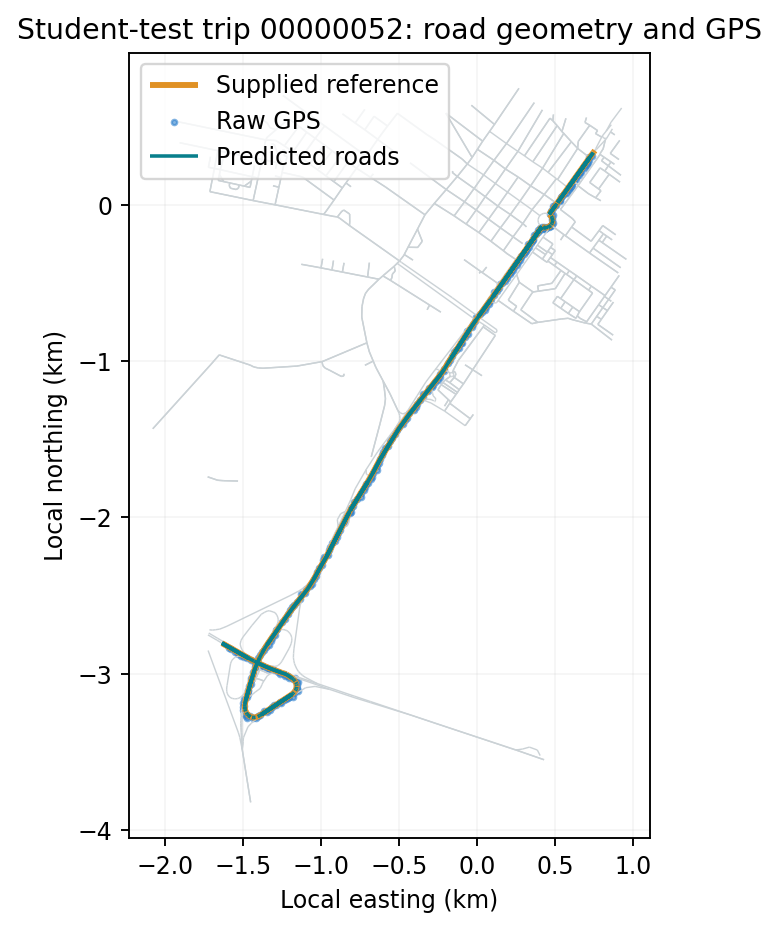 Student-test trip 00000052: road geometry and GPS
Supplied reference
Raw GPS
Predicted roads
0
−1
−2
−3
−4
Local northing (km)
−2.0 −1.5 −1.0 −0.5 0.0 0.5 1.0
Local easting (km)